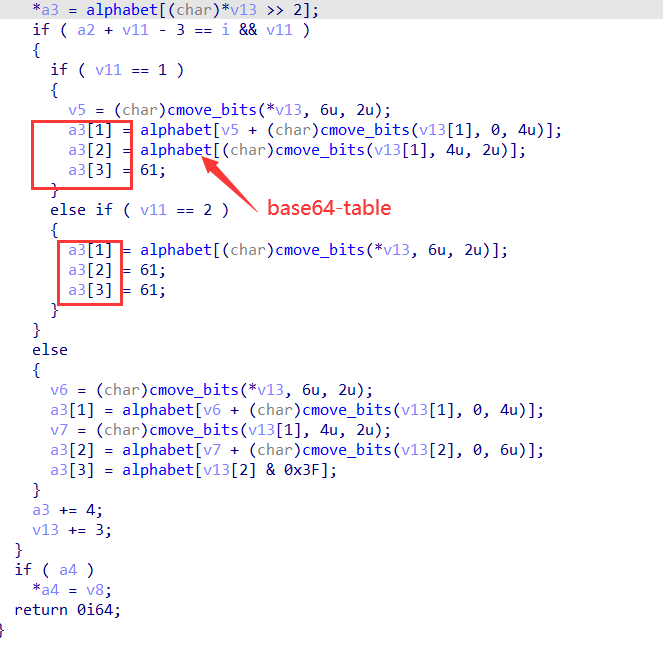 *a3 = alphabet[(char)*v13 >> 2];
if ( a2 + v11 - 3 == i && v11 )
{
if ( v11 == 1 )
{
v5 = (char)cmove_bits(*v13, 6u, 2u);
a3[1] = alphabet[v5 + (char)cmove_bits(v13[1], 0, 4u)];
a3[2] = alphabet[(char)cmove_bits(v13[1], 4u, 2u)];
a3[3] = 61;
}
base64-table
else if ( v11 == 2 )
{
a3[1] = alphabet[(char)cmove_bits(*v13, 6u, 2u)];
a3[2] = 61;
a3[3] = 61;
}
}
else
{
v6 = (char)cmove_bits(*v13, 6u, 2u);
a3[1] = alphabet[v6 + (char)cmove_bits(v13[1], 0, 4u)];
v7 = (char)cmove_bits(v13[1], 4u, 2u);
a3[2] = alphabet[v7 + (char)cmove_bits(v13[2], 0, 6u)];
a3[3] = alphabet[v13[2] & 0x3F];
}
a3 += 4;
v13 += 3;
}
if ( a4 )
*a4 = v8;
return 0i64;
}